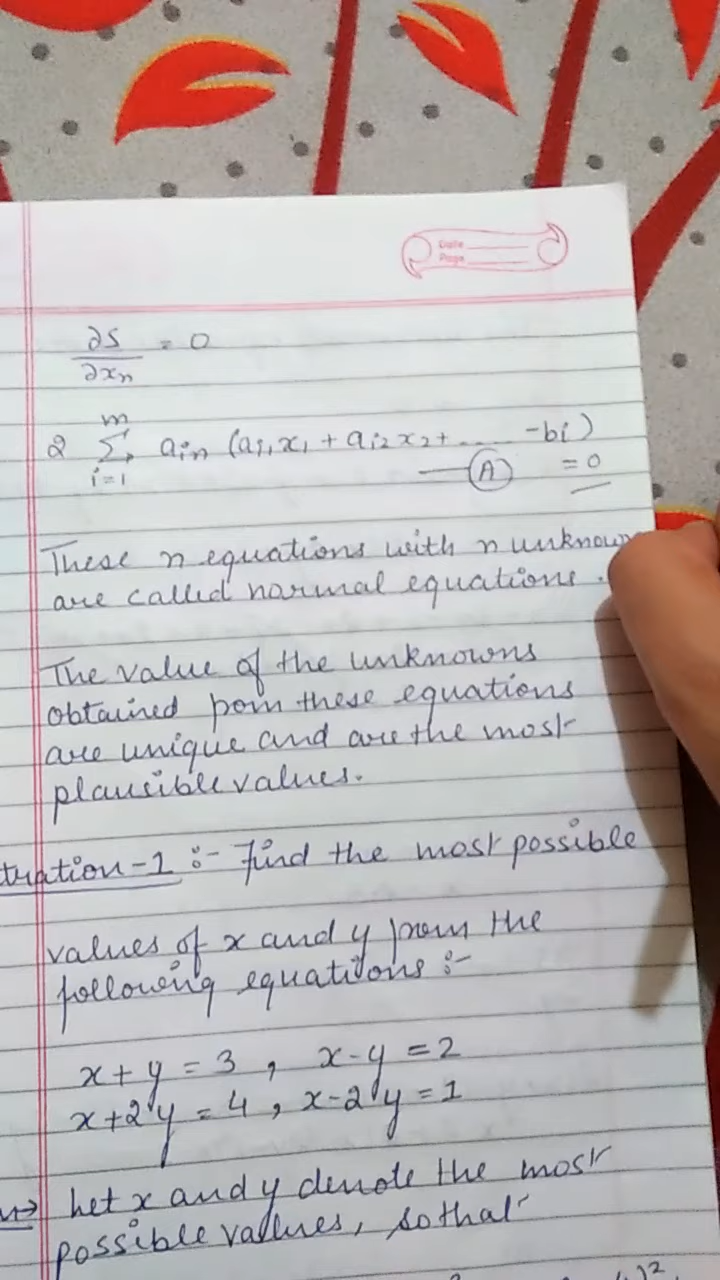 Date
Page
∂S/∂xn = 0
2 m Σ i=1 ain (ai1x1 + ai2x2 + .... -bi)
— (A) = 0
These n equations with n unknown
are called normal equations.
The value of the unknowns
obtained from these equations
are unique and are the most
plausible values.
tration-1 :- Find the most possible
values of x and y from the
following equations :-
x + y = 3 , x - y = 2
x + 2y = 4 , x - 2y = 1
Let x and y denote the most
possible values, so that